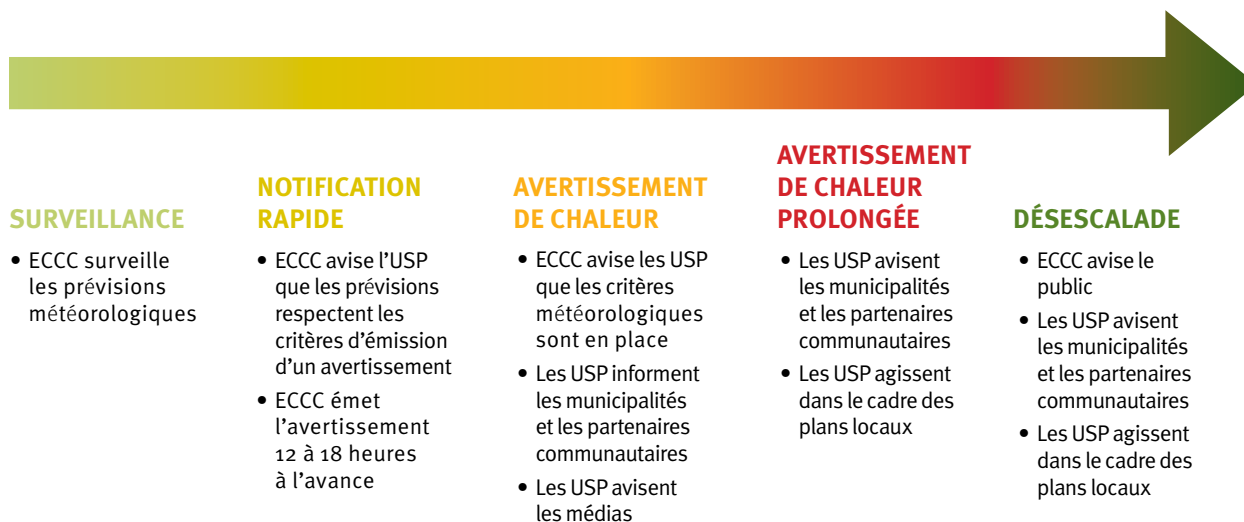 SURVEILLANCE
• ECCC surveille
les prévisions
météorologiques
NOTIFICATION
RAPIDE
• ECCC avise l’USP
que les prévisions
respectent les
critères d’émission
d’un avertissement
• ECCC émet
l’avertissement
12 à 18 heures
à l’avance
AVERTISSEMENT
DE CHALEUR
• ECCC avise les USP
que les critères
météorologiques
sont en place
• Les USP informent
les municipalités
et les partenaires
communautaires
• Les USP avisent
les médias
AVERTISSEMENT
DE CHALEUR
PROLONGÉE
• Les USP avisent
les municipalités
et les partenaires
communautaires
• Les USP agissent
dans le cadre des
plans locaux
DÉSESCALADE
• ECCC avise le
public
• Les USP avisent
les municipalités
et les partenaires
communautaires
• Les USP agissent
dans le cadre des
plans locaux